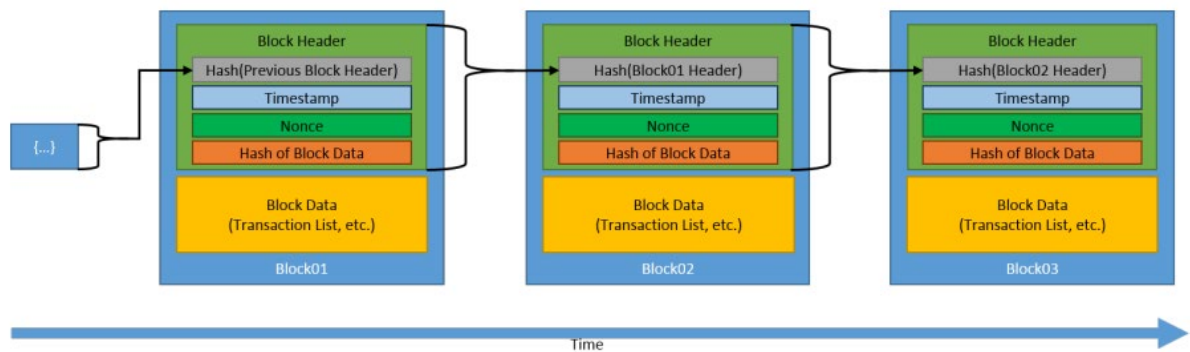 {...}
Block Header
Hash(Previous Block Header)
Timestamp
Nonce
Hash of Block Data
Block Data
(Transaction List, etc.)
Block01
Block Header
Hash(Block01 Header)
Timestamp
Nonce
Hash of Block Data
Block Data
(Transaction List, etc.)
Block02
Block Header
Hash(Block02 Header)
Timestamp
Nonce
Hash of Block Data
Block Data
(Transaction List, etc.)
Block03
Time